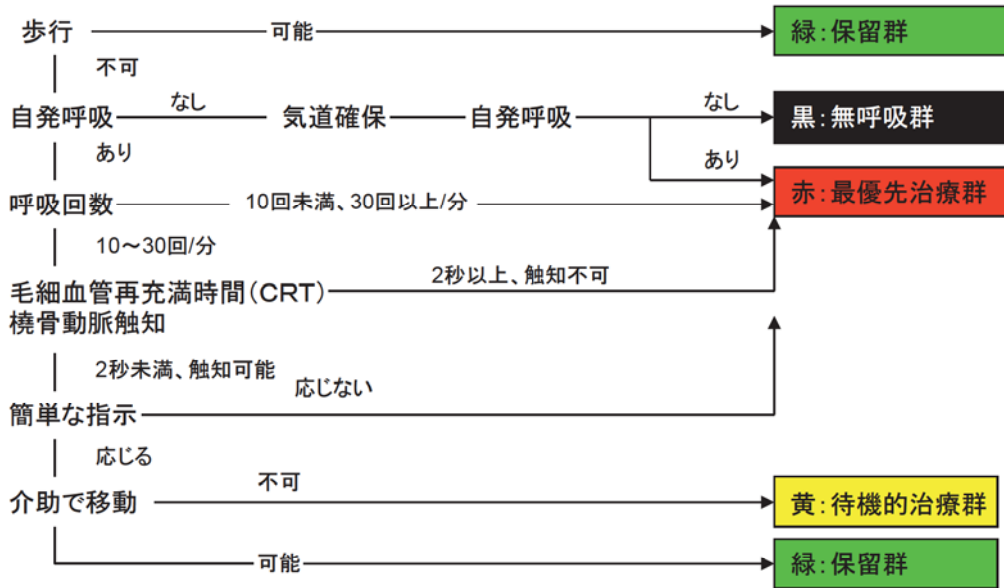 歩行
可能
緑：保留群
不可
自発呼吸
なし
気道確保
自発呼吸
なし
黒：無呼吸群
あり
あり
赤：最優先治療群
呼吸回数
10回未満、30回以上/分
10～30回/分
毛細血管再充満時間（CRT）
2秒以上、触知不可
橈骨動脈触知
2秒未満、触知可能
応じない
簡単な指示
応じる
介助で移動
不可
黄：待機的治療群
可能
緑：保留群